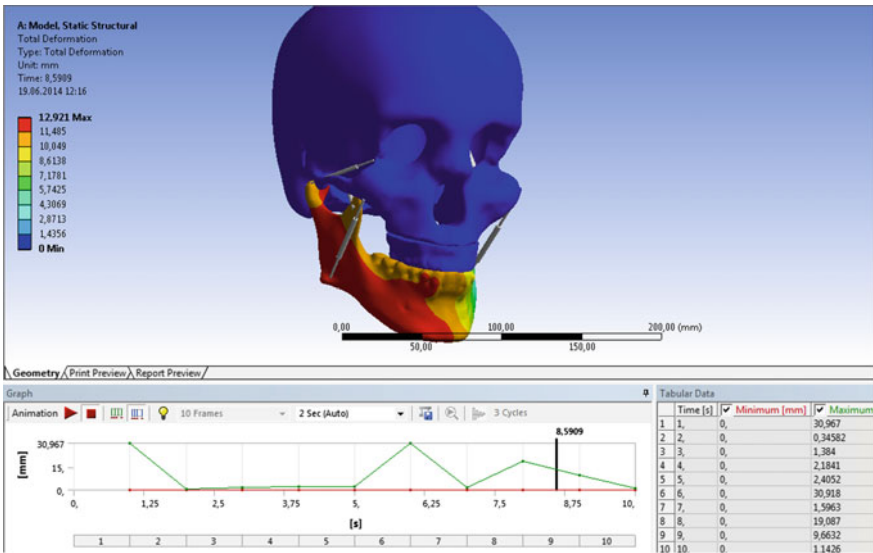 A: Model, Static Structural
Total Deformation
Type: Total Deformation
Unit: mm
Time: 8,5909
19.06.2014 12:16
12,921 Max
11,485
10,049
8,6138
7,1781
5,7425
4,3069
2,8713
1,4356
0 Min
0,00 100,00 200,00 (mm)
50,00 150,00
Geometry Print Preview Report Preview
Graph
Animation 10 Frames 2 Sec (Auto) 3 Cycles
8,5909
30,967
15,
0,
[mm]
0, 1,25 2,5 3,75 5, 6,25 7,5 8,75 10,
[s]
1 2 3 4 5 6 7 8 9 10
Tabular Data
Time [s] Minimum [mm] Maximum
1 1, 0, 30,967
2 2, 0, 0,34582
3 3, 0, 1,384
4 4, 0, 2,1841
5 5, 0, 2,4052
6 6, 0, 30,918
7 7, 0, 1,5963
8 8, 0, 19,087
9 9, 0, 9,6632
10 10, 0, 1,1426